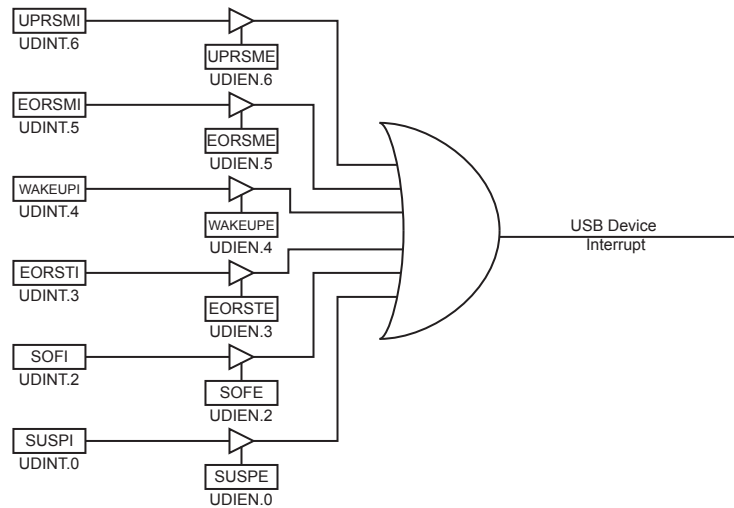 UPRSMI
UDINT.6
UPRSME
UDIEN.6
EORSMI
UDINT.5
EORSME
UDIEN.5
WAKEUPI
UDINT.4
WAKEUPE
UDIEN.4
EORSTI
UDINT.3
EORSTE
UDIEN.3
SOFI
UDINT.2
SOFE
UDIEN.2
SUSPI
UDINT.0
SUSPE
UDIEN.0
USB Device
Interrupt